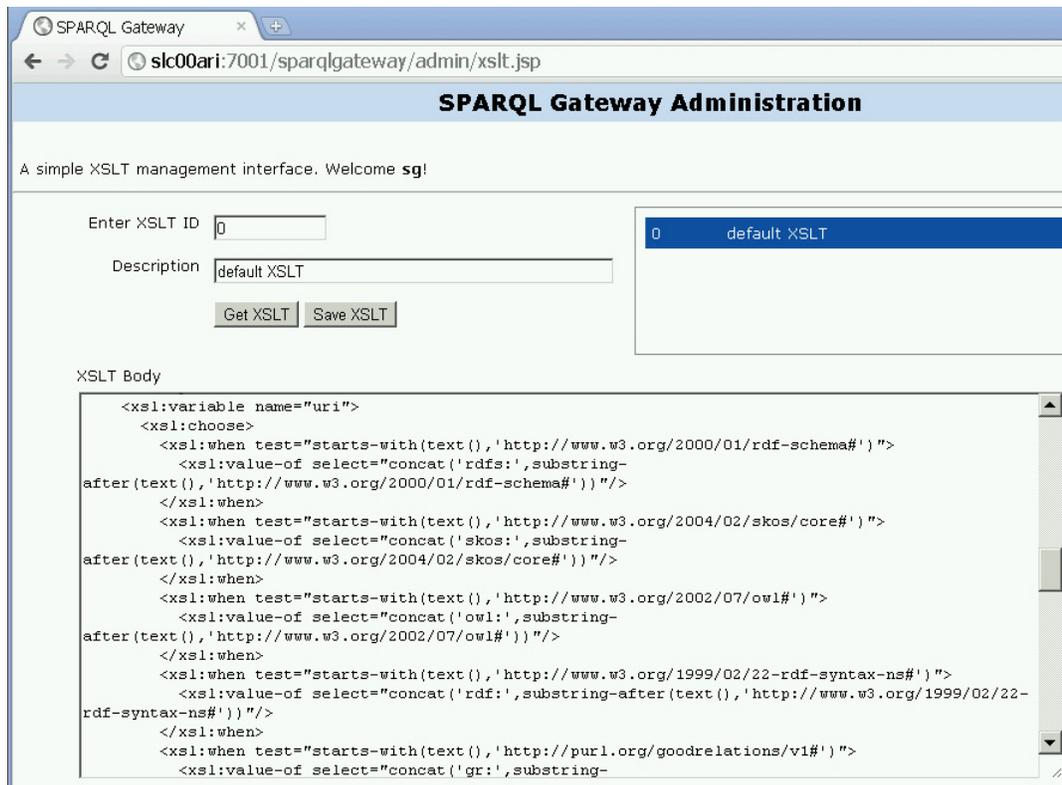 SPARQL Gateway
slc00ari:7001/sparqlgateway/admin/xslt.jsp
SPARQL Gateway Administration
A simple XSLT management interface. Welcome sg!
Enter XSLT ID 0
0 default XSLT
Description default XSLT
Get XSLT Save XSLT
XSLT Body
<xsl:variable name="uri">
<xsl:choose>
<xsl:when test="starts-with(text(),'http://www.w3.org/2000/01/rdf-schema#')">
<xsl:value-of select="concat('rdfs:',substring-
after(text(),'http://www.w3.org/2000/01/rdf-schema#'))"/>
</xsl:when>
<xsl:when test="starts-with(text(),'http://www.w3.org/2004/02/skos/core#')">
<xsl:value-of select="concat('skos:',substring-
after(text(),'http://www.w3.org/2004/02/skos/core#'))"/>
</xsl:when>
<xsl:when test="starts-with(text(),'http://www.w3.org/2002/07/owl#')">
<xsl:value-of select="concat('owl:',substring-
after(text(),'http://www.w3.org/2002/07/owl#'))"/>
</xsl:when>
<xsl:when test="starts-with(text(),'http://www.w3.org/1999/02/22-rdf-syntax-ns#')">
<xsl:value-of select="concat('rdf:',substring-after(text(),'http://www.w3.org/1999/02/22-
rdf-syntax-ns#'))"/>
</xsl:when>
<xsl:when test="starts-with(text(),'http://purl.org/goodrelations/v1#')">
<xsl:value-of select="concat('gr:',substring-